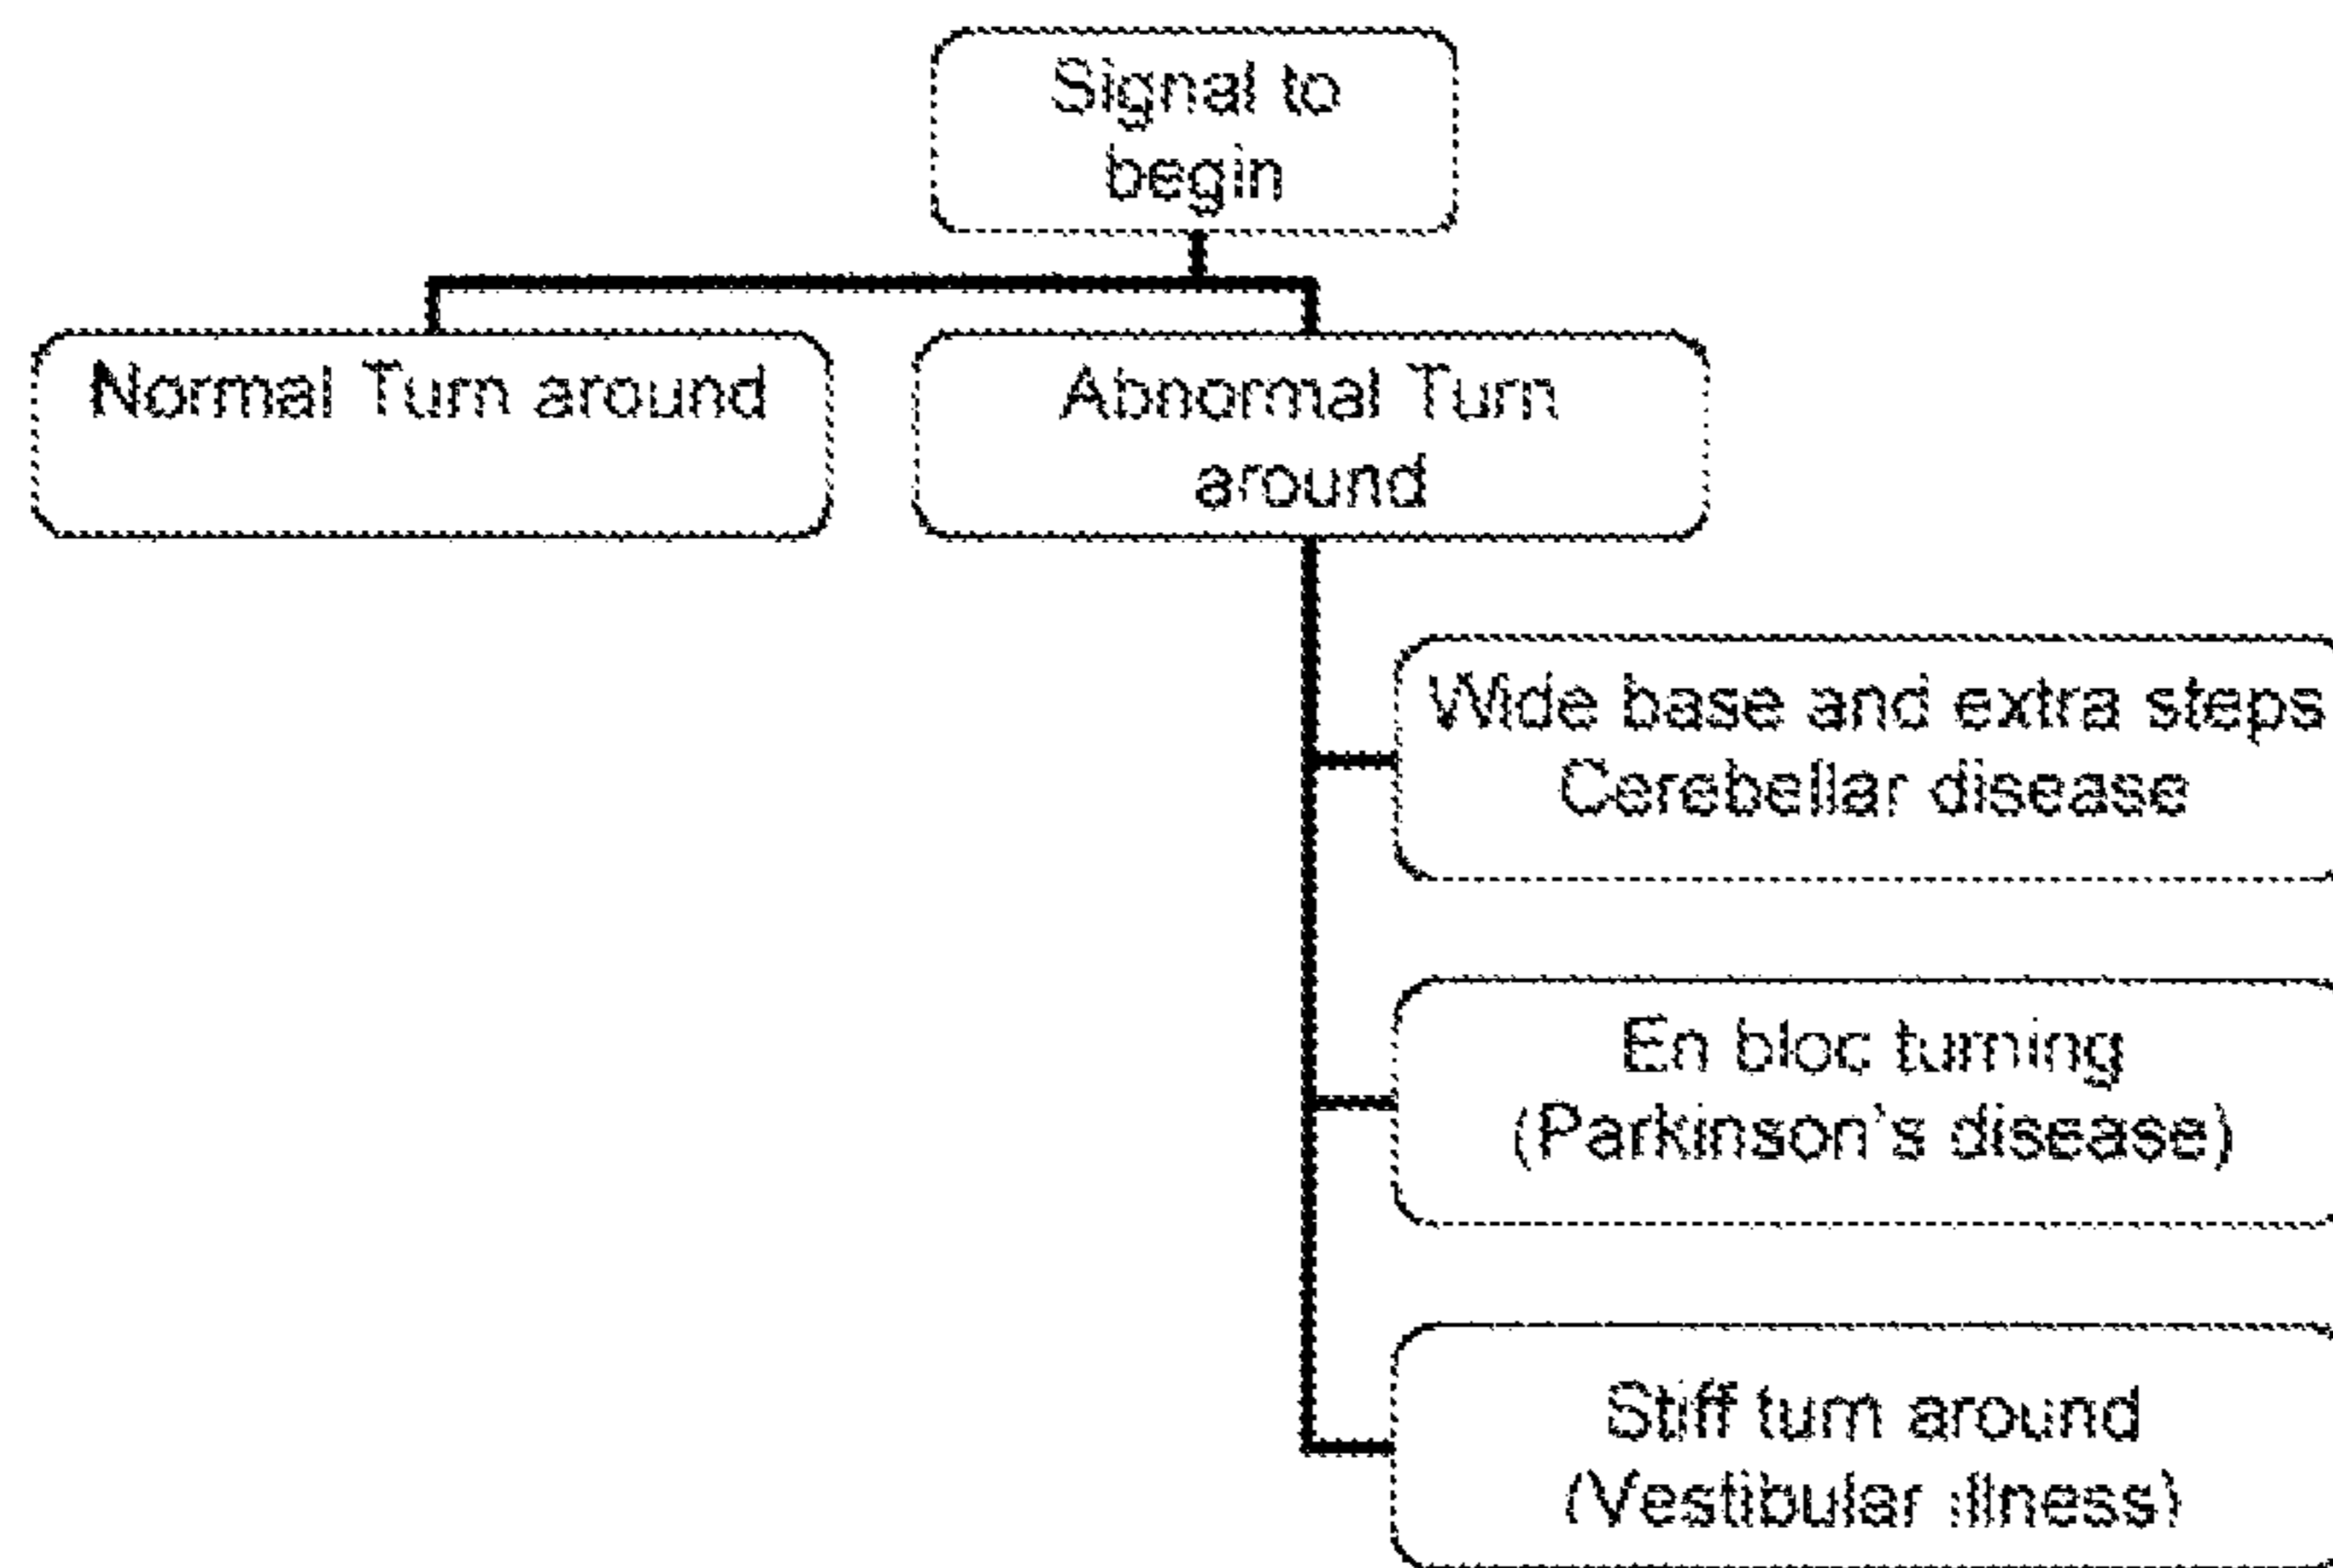 Signal to
begin
Normal Turn around
Abnormal Turn
around
Wide base and extra steps
Cerebellar disease
En bloc turning
(Parkinson's disease)
Stiff turn around
(Vestibular illness)